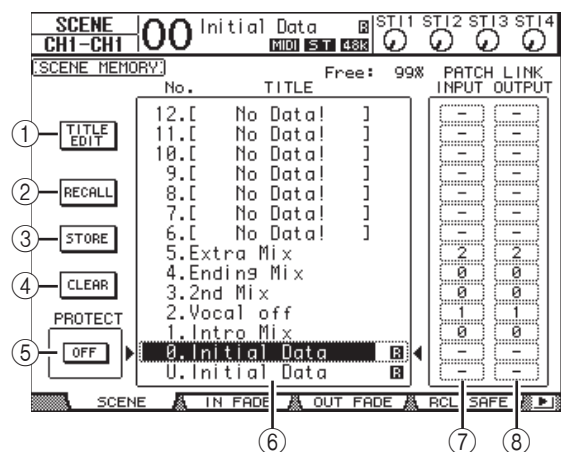 SCENE
CH1-CH1
00
Initial Data R
MIDI ST 48K
ST11 ST12 ST13 ST14
SCENE MEMORY
Free: 99%
PATCH LINK
No. TITLE INPUT OUTPUT
12.[ No Data! ] - -
11.[ No Data! ] - -
10.[ No Data! ] - -
9.[ No Data! ] - -
8.[ No Data! ] - -
7.[ No Data! ] - -
6.[ No Data! ] - -
5.Extra Mix 2 2
4.Ending Mix 0 0
3.2nd Mix 0 0
2.Vocal off 1 1
1.Intro Mix 0 0
0.Initial Data R - -
U.Initial Data R - -
① TITLE EDIT
② RECALL
③ STORE
④ CLEAR
PROTECT
⑤ OFF
SCENE IN FADE OUT FADE RCL SAFE
⑥ ⑦ ⑧